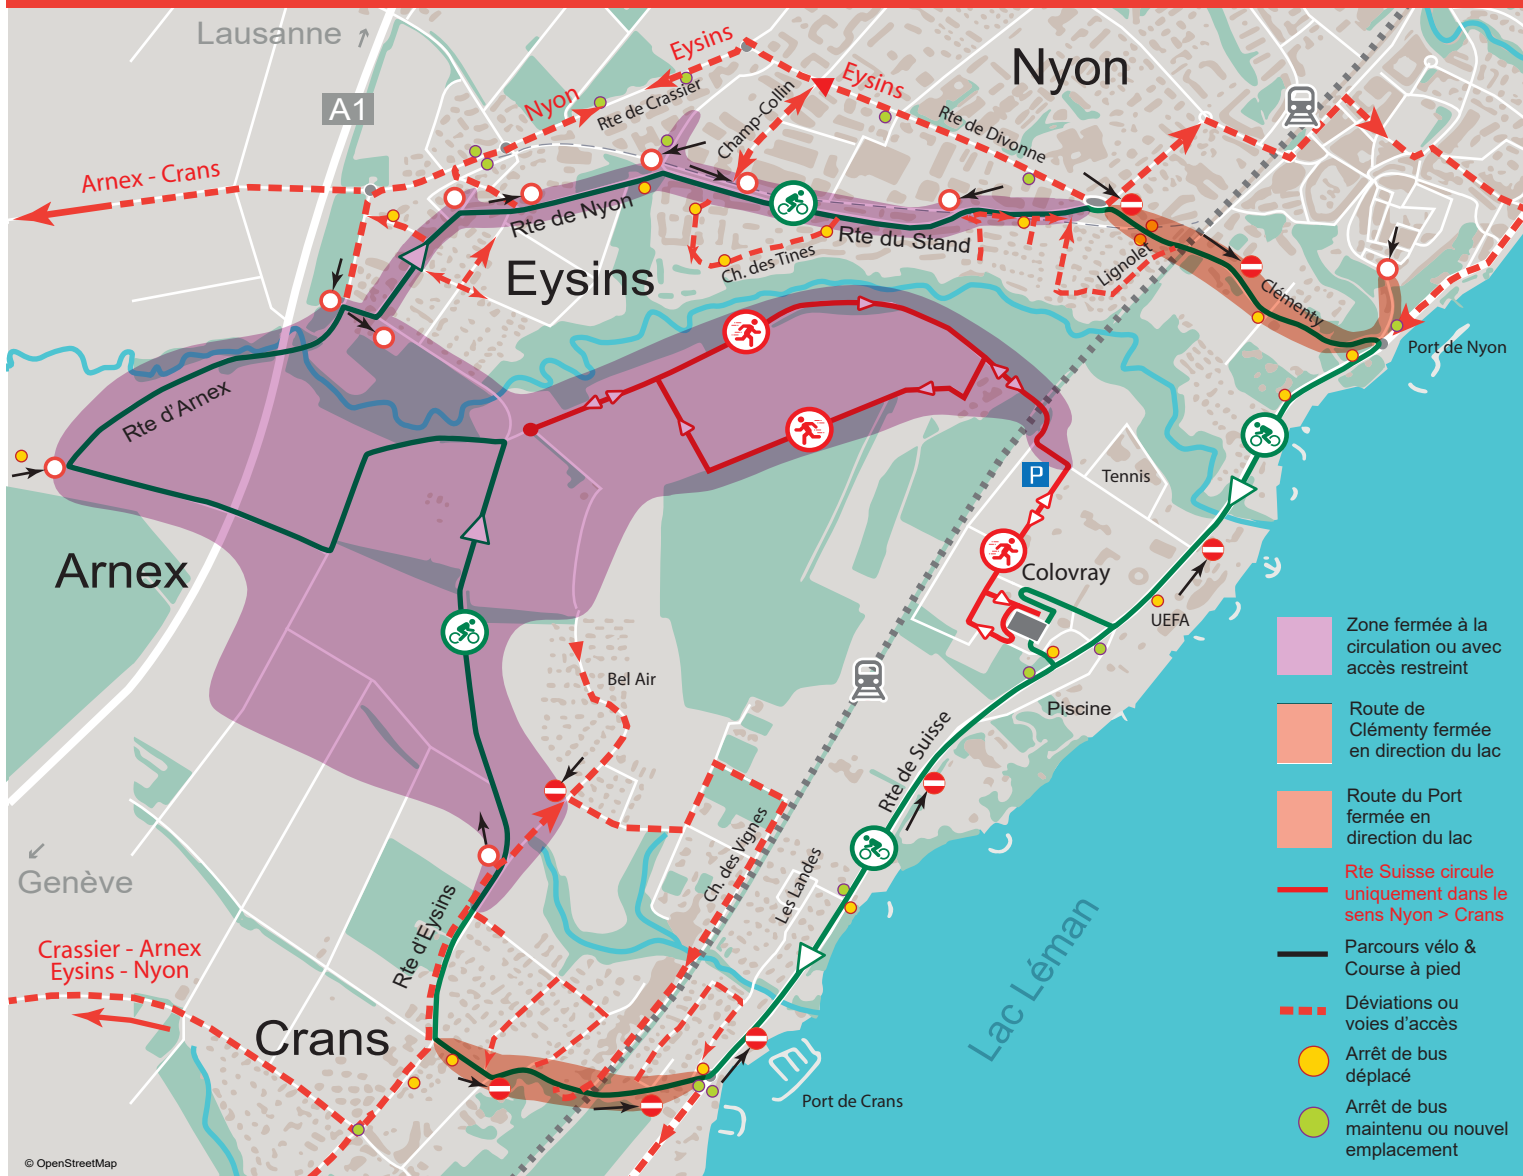 Lausanne
A1
Nyon
Eysins
Eysins
Nyon
Rte de Crassier
Champ-Collin
Rte de Divonne
Arnex - Crans
Rte de Nyon
Rte du Stand
Eysins
Ch. des Tines
Lignolet
Clémenty
Port de Nyon
Rte d'Arnex
P
Tennis
Arnex
Colovray
UEFA
Bel Air
Piscine
Rte de Suisse
Genève
Ch. des Vignes
Les Landes
Rte d'Eysins
Crassier - Arnex
Eysins - Nyon
Crans
Lac Léman
Port de Crans
Zone fermée à la
circulation ou avec
accès restreint
Route de
Clémenty fermée
en direction du lac
Route du Port
fermée en
direction du lac
Rte Suisse circule
uniquement dans le
sens Nyon > Crans
Parcours vélo &
Course à pied
Déviations ou
voies d'accès
Arrêt de bus
déplacé
Arrêt de bus
maintenu ou nouvel
emplacement
© OpenStreetMap